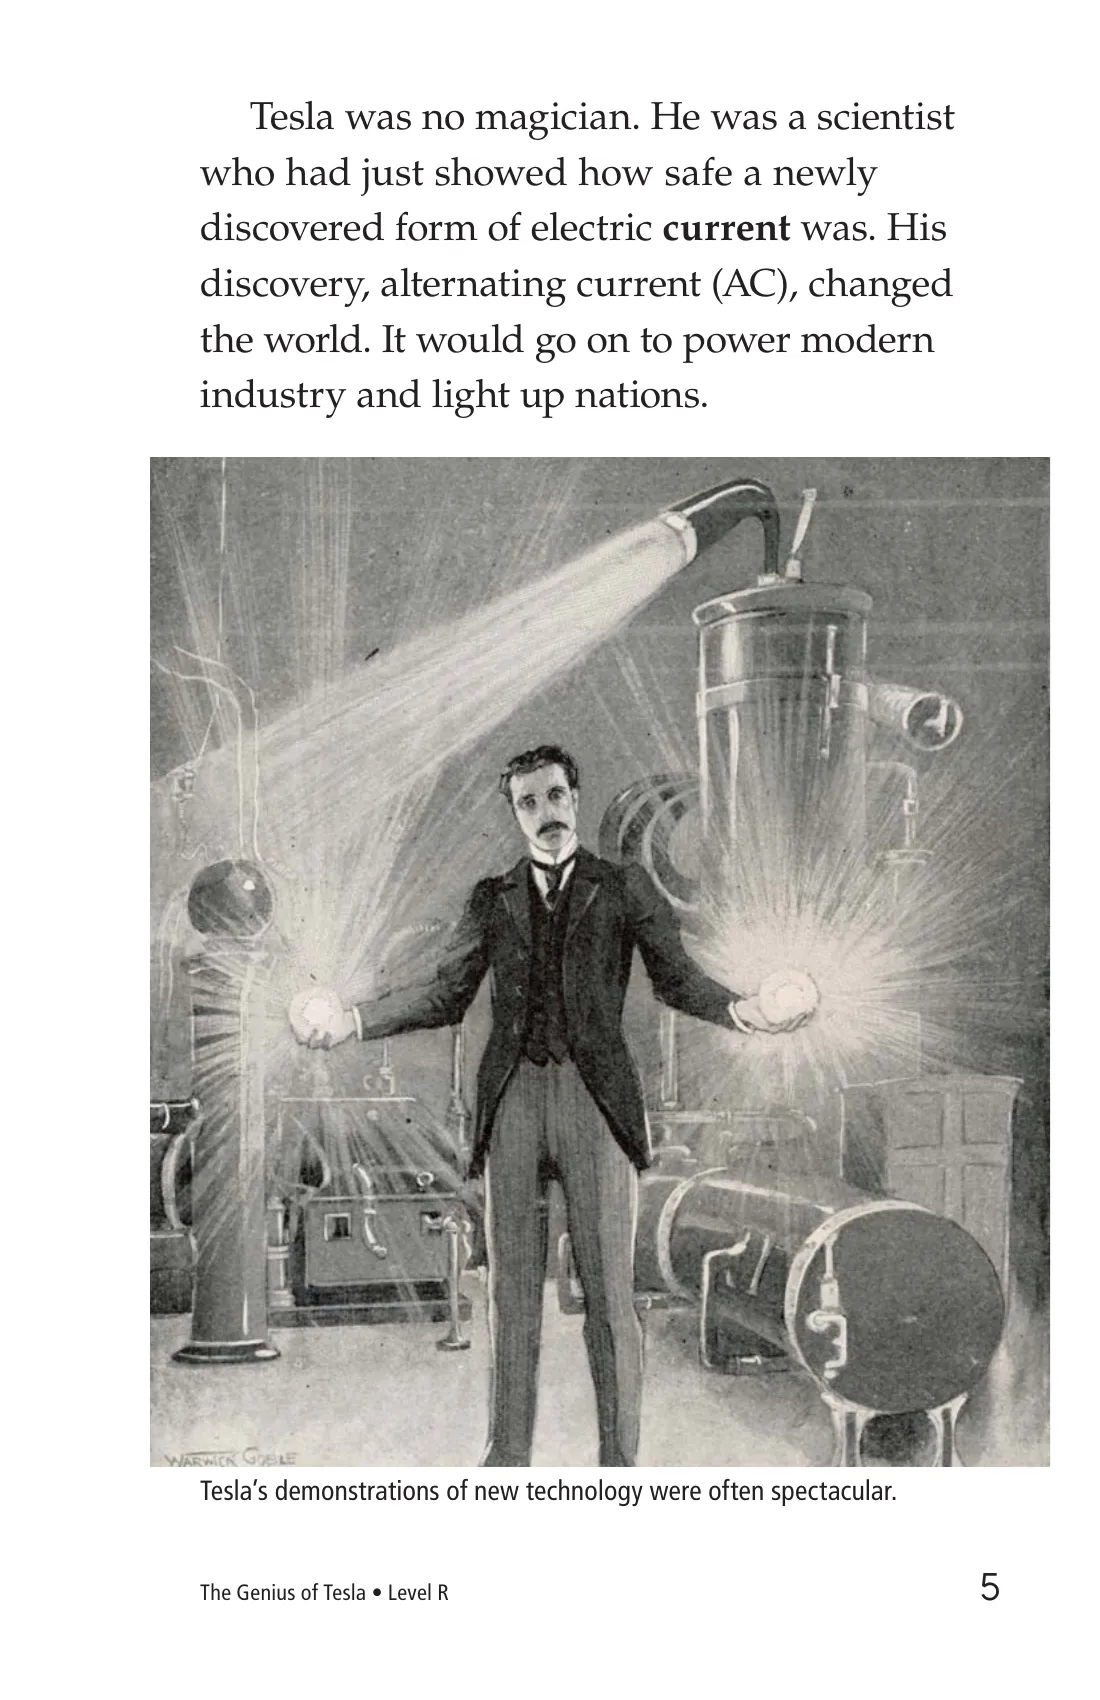 Tesla was no magician. He was a scientist
who had just showed how safe a newly
discovered form of electric current was. His
discovery, alternating current (AC), changed
the world. It would go on to power modern
industry and light up nations.
WARWICK GOBLE
Tesla’s demonstrations of new technology were often spectacular.
The Genius of Tesla • Level R
5